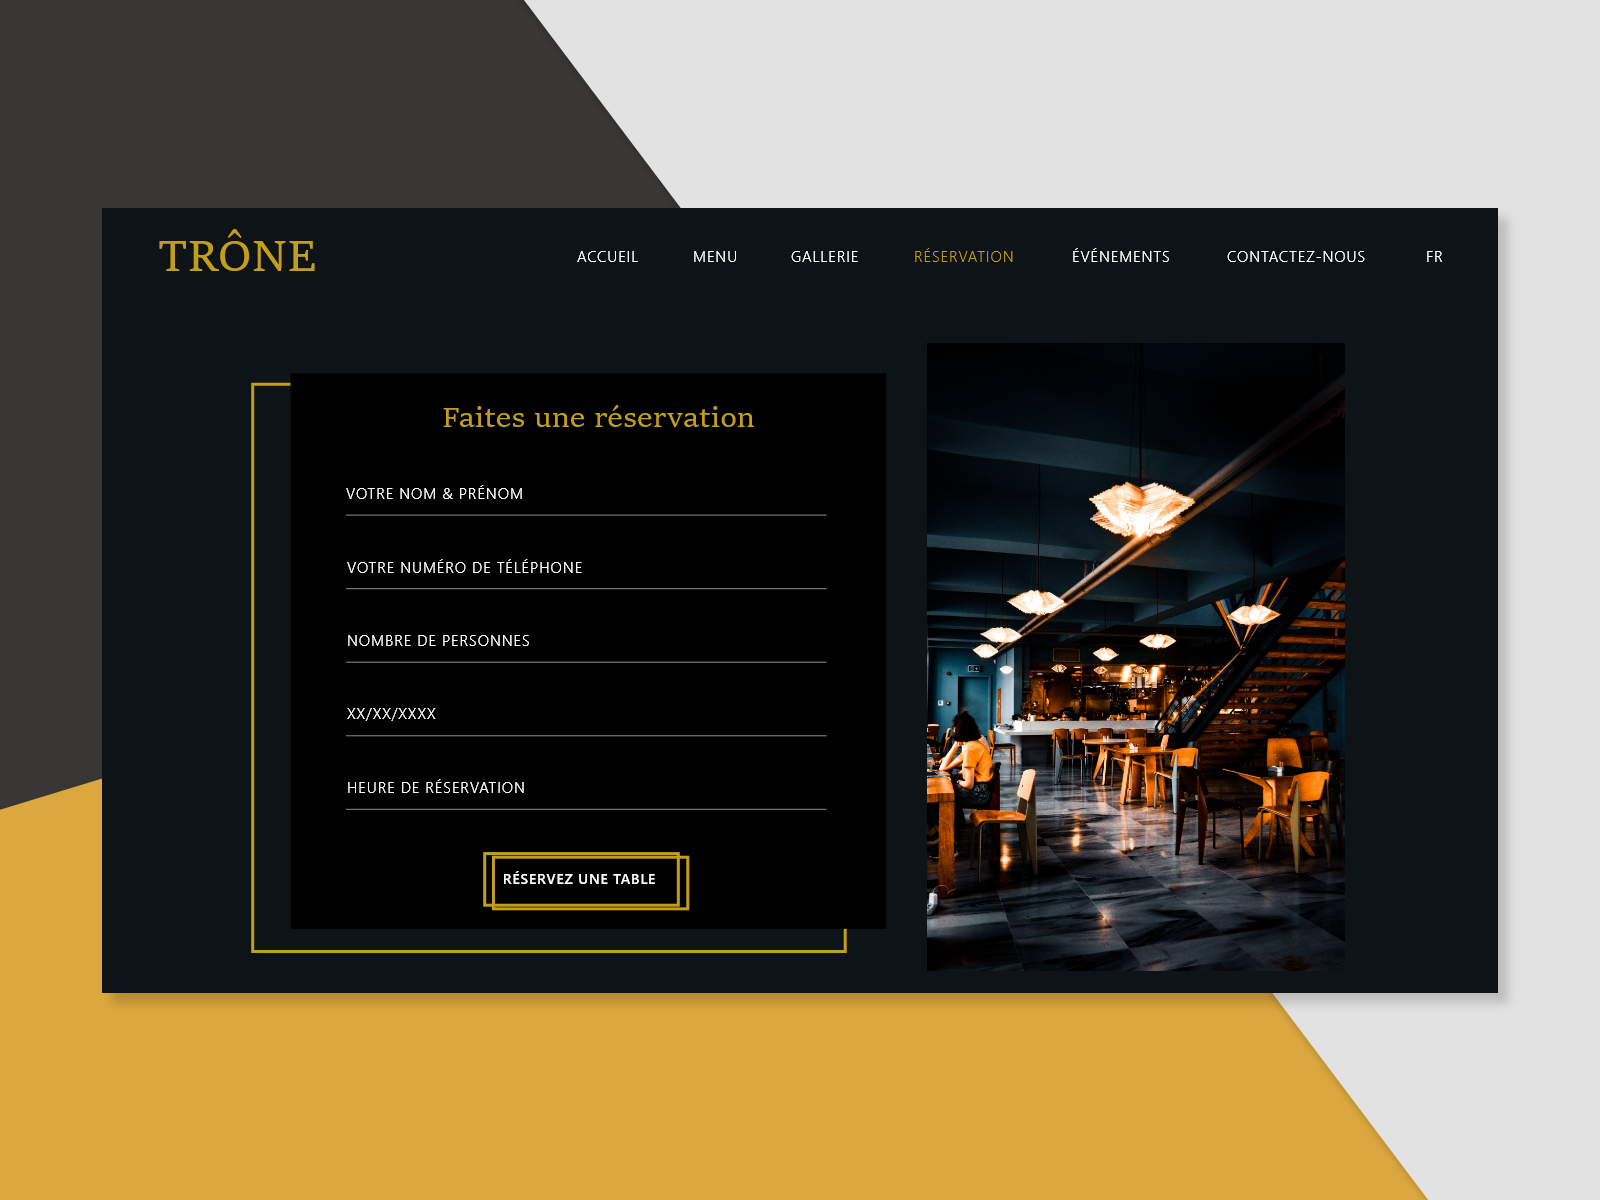 TRÔNE
ACCUEIL MENU GALLERIE RÉSERVATION ÉVÉNEMENTS CONTACTEZ-NOUS FR
Faites une réservation
VOTRE NOM & PRÉNOM
VOTRE NUMÉRO DE TÉLÉPHONE
NOMBRE DE PERSONNES
XX/XX/XXXX
HEURE DE RÉSERVATION
RÉSERVEZ UNE TABLE